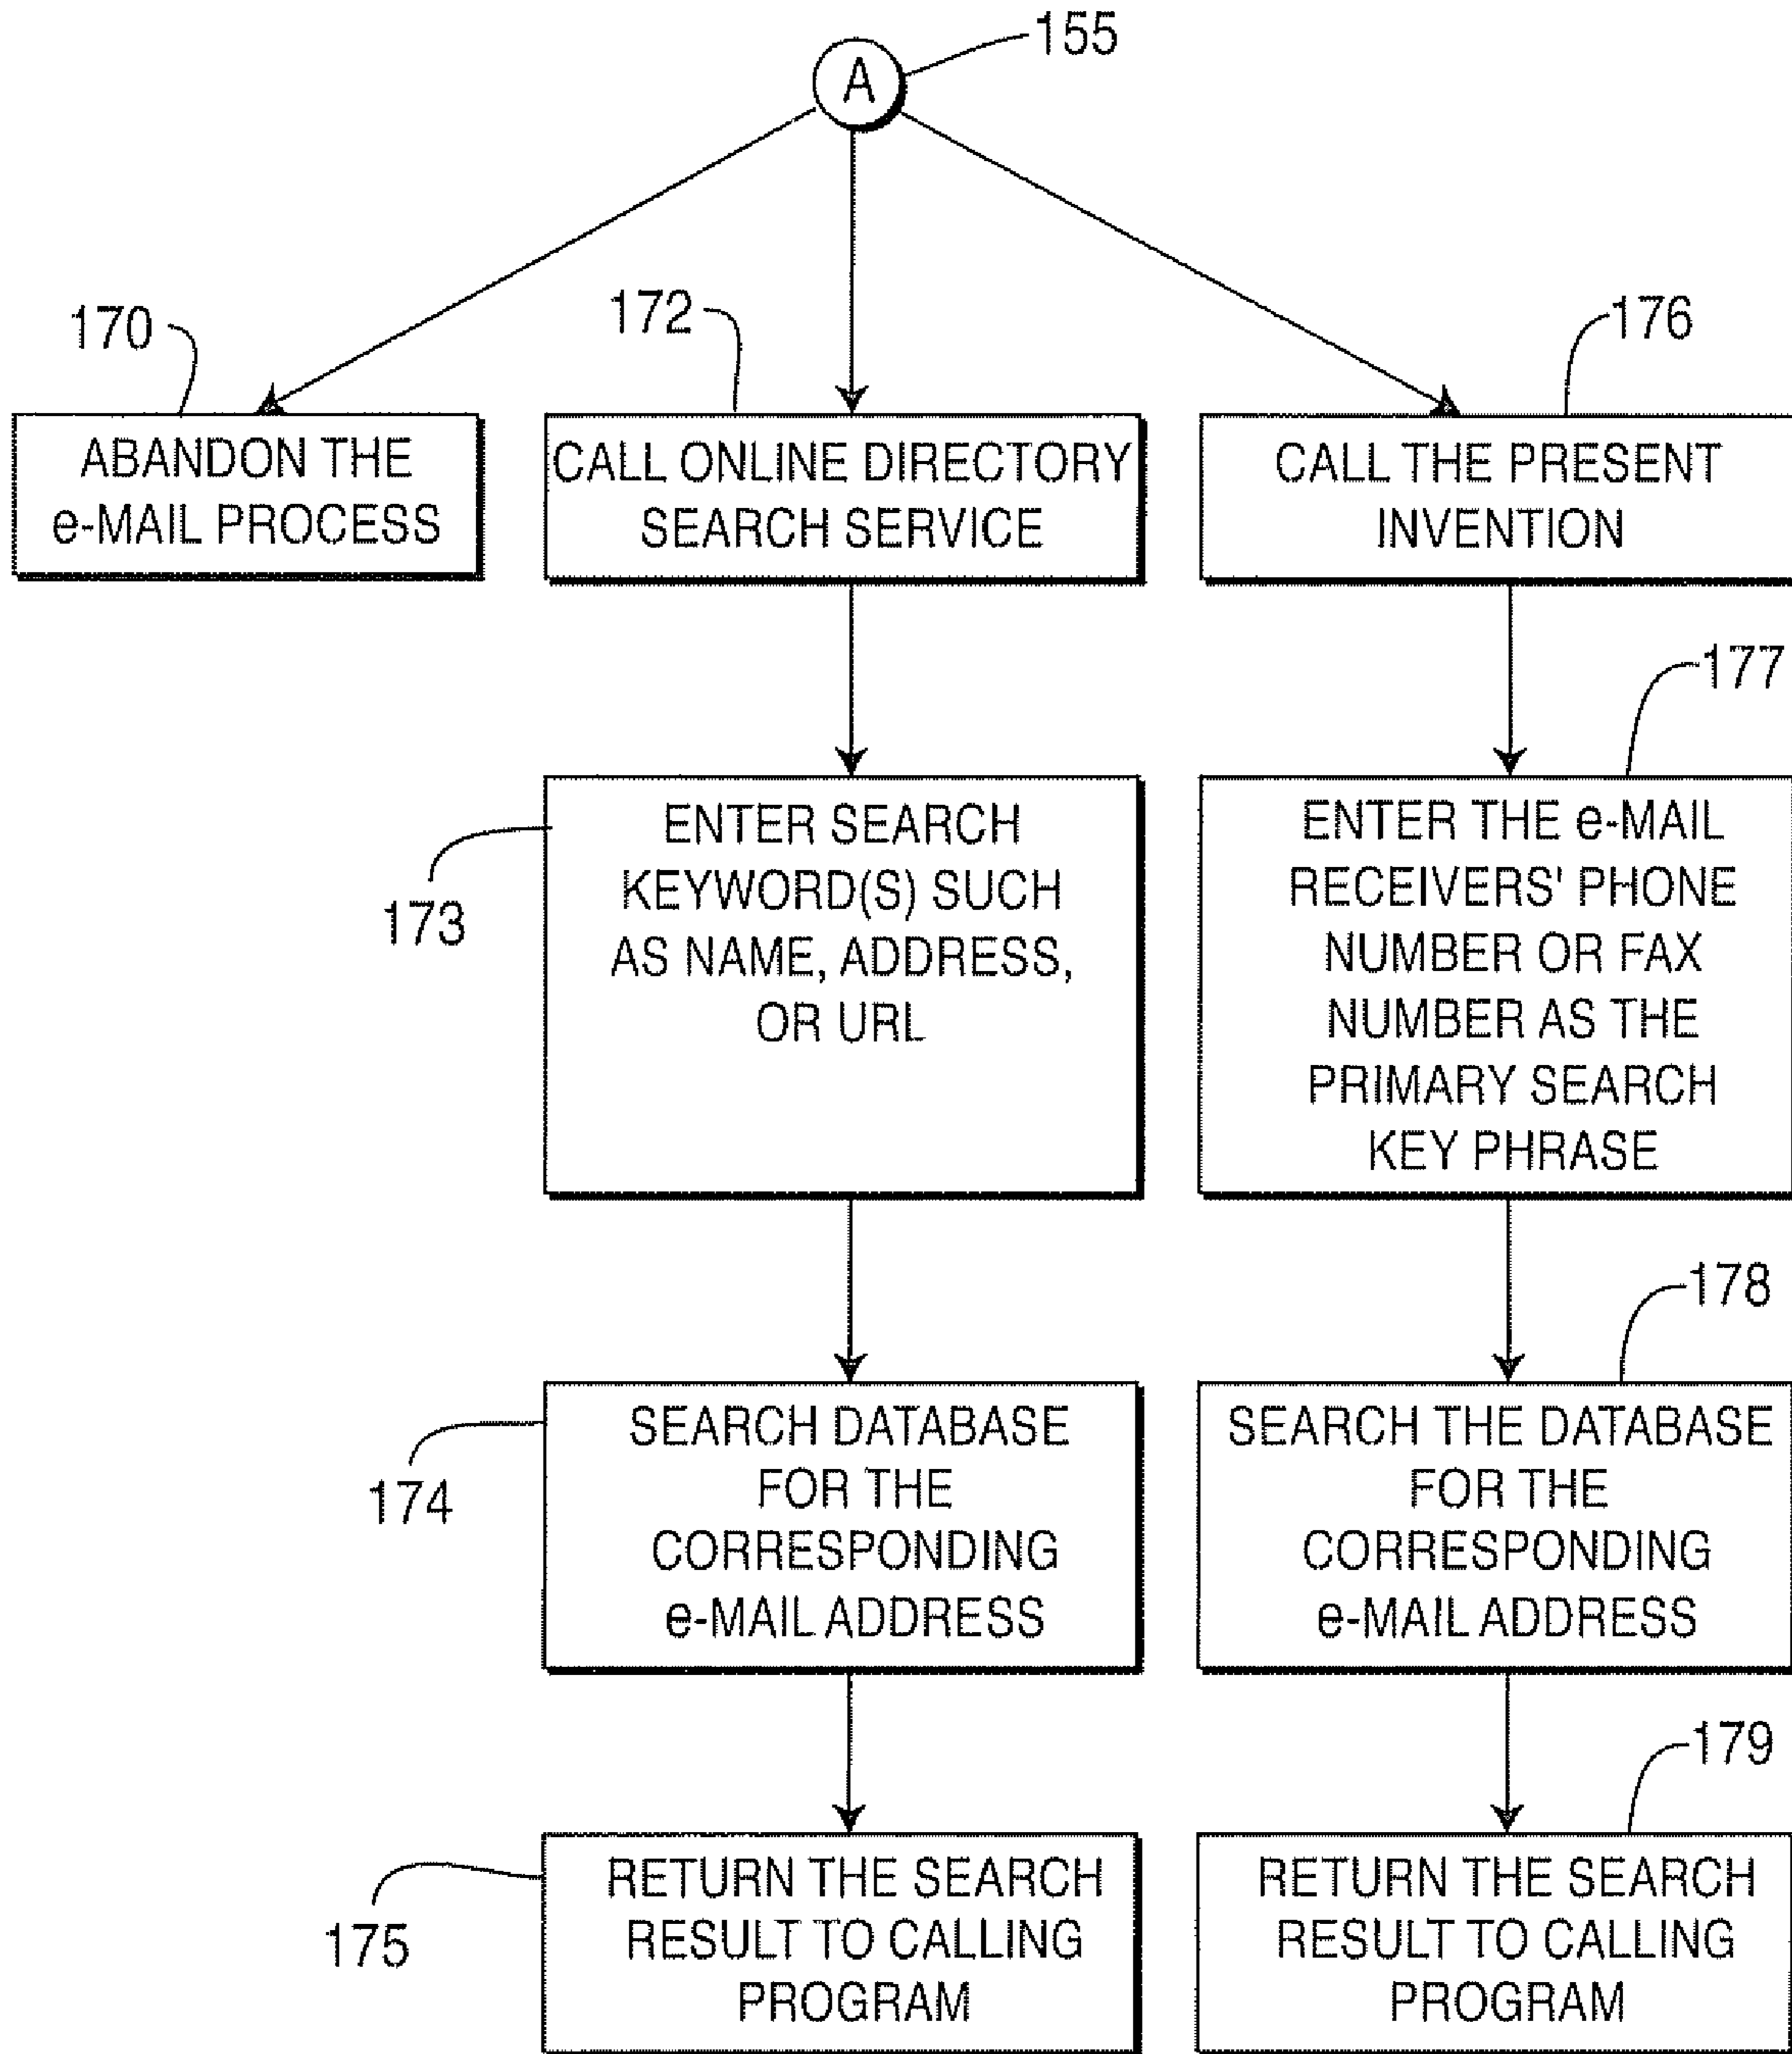 155
A
170
ABANDON THE
e-MAIL PROCESS
172
CALL ONLINE DIRECTORY
SEARCH SERVICE
176
CALL THE PRESENT
INVENTION
173
ENTER SEARCH
KEYWORD(S) SUCH
AS NAME, ADDRESS,
OR URL
177
ENTER THE e-MAIL
RECEIVERS' PHONE
NUMBER OR FAX
NUMBER AS THE
PRIMARY SEARCH
KEY PHRASE
174
SEARCH DATABASE
FOR THE
CORRESPONDING
e-MAIL ADDRESS
178
SEARCH THE DATABASE
FOR THE
CORRESPONDING
e-MAIL ADDRESS
175
RETURN THE SEARCH
RESULT TO CALLING
PROGRAM
179
RETURN THE SEARCH
RESULT TO CALLING
PROGRAM